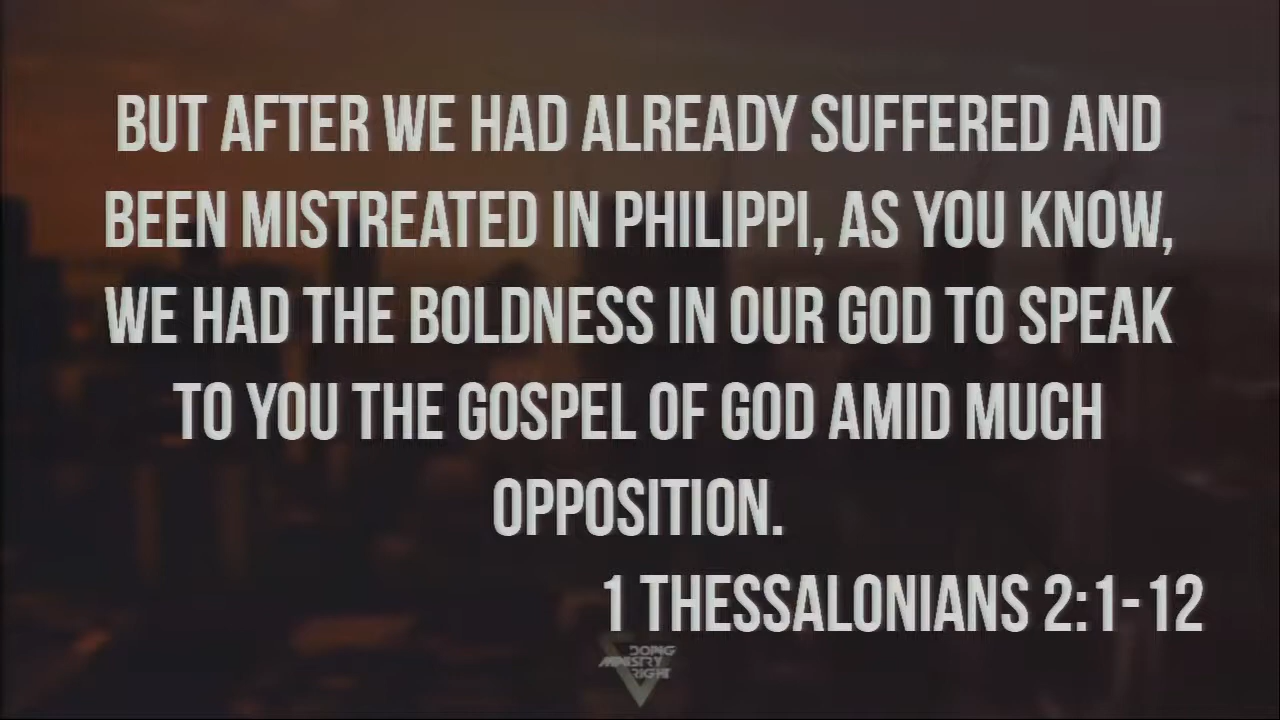 BUT AFTER WE HAD ALREADY SUFFERED AND
BEEN MISTREATED IN PHILIPPI, AS YOU KNOW,
WE HAD THE BOLDNESS IN OUR GOD TO SPEAK
TO YOU THE GOSPEL OF GOD AMID MUCH
OPPOSITION.
1 THESSALONIANS 2:1-12
DOING
MINISTRY
RIGHT